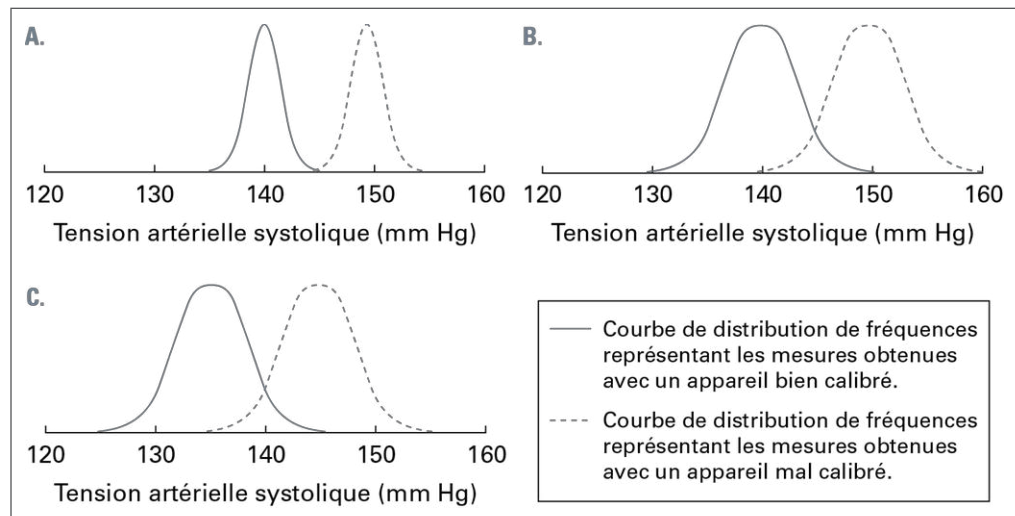 A.
120 130 140 150 160
Tension artérielle systolique (mm Hg)
B.
120 130 140 150 160
Tension artérielle systolique (mm Hg)
C.
120 130 140 150 160
Tension artérielle systolique (mm Hg)
Courbe de distribution de fréquences
représentant les mesures obtenues
avec un appareil bien calibré.
Courbe de distribution de fréquences
représentant les mesures obtenues
avec un appareil mal calibré.